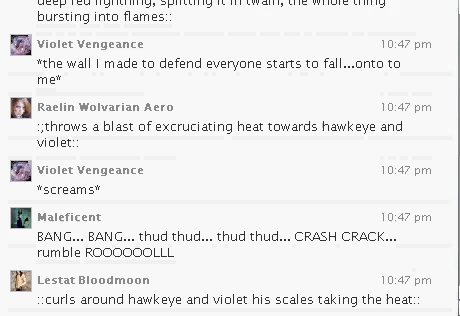 deep red lightning, splitting it in twain, the whole thing
bursting into flames::
Violet Vengeance 10:47 pm
*the wall I made to defend everyone starts to fall...onto to
me*
Raelin Wolvarian Aero 10:47 pm
:;throws a blast of excruciating heat towards hawkeye and
violet::
Violet Vengeance 10:47 pm
*screams*
Maleficent 10:47 pm
BANG... BANG... thud thud... thud thud... CRASH CRACK...
rumble ROOOOOOLLL
Lestat Bloodmoon 10:47 pm
::curls around hawkeye and violet his scales taking the heat::